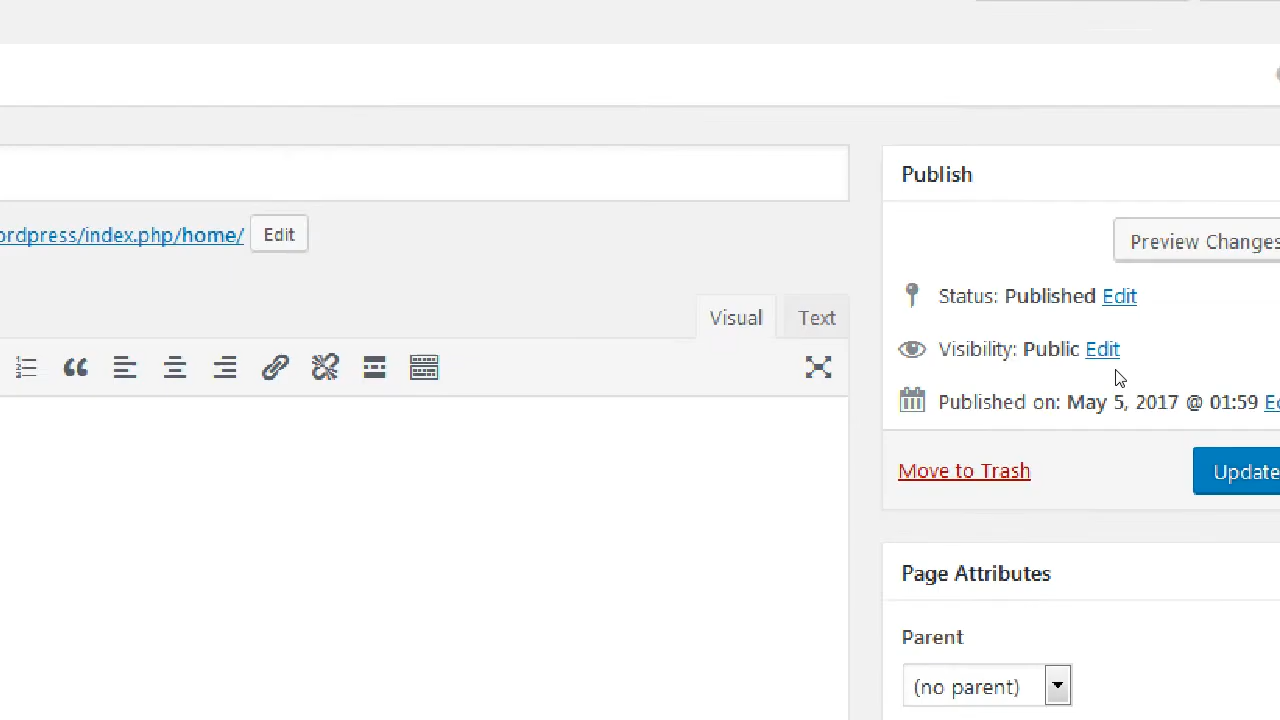 Publish
ordpress/index.php/home/ Edit
Preview Changes
Status: Published Edit
Visual Text
Visibility: Public Edit
Published on: May 5, 2017 @ 01:59 Ed
Move to Trash
Update
Page Attributes
Parent
(no parent)